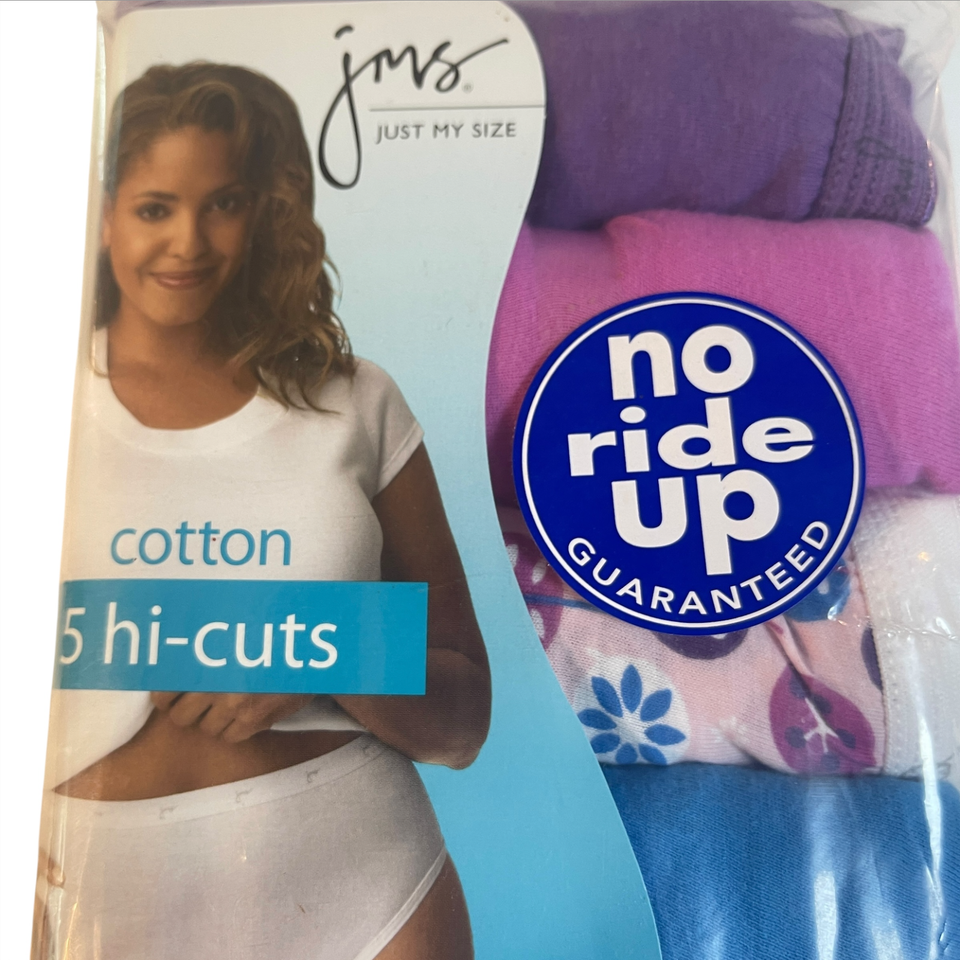 jms®
JUST MY SIZE
cotton
5 hi-cuts
no
ride
up
GUARANTEED